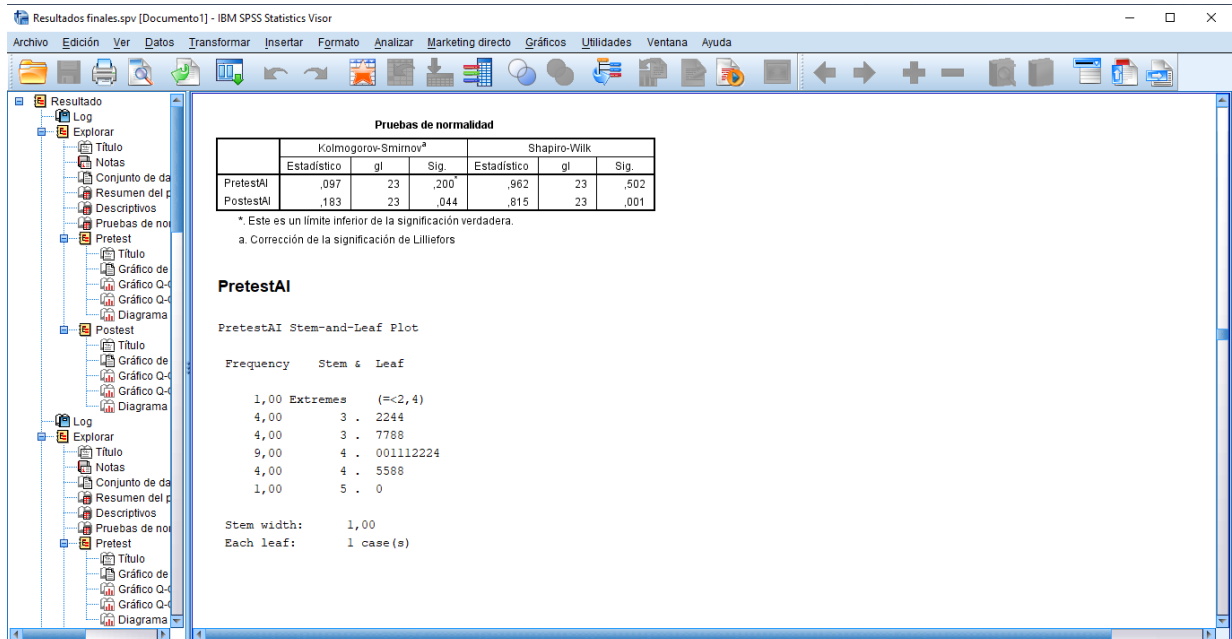 Resultados finales.spv [Documento1] - IBM SPSS Statistics Visor
Archivo Edición Ver Datos Transformar Insertar Formato Analizar Marketing directo Gráficos Utilidades Ventana Ayuda
Resultado
Log
Explorar
Título
Notas
Conjunto de da
Resumen del p
Descriptivos
Pruebas de nor
Pretest
Título
Gráfico de
Gráfico Q-Q
Gráfico Q-Q
Diagrama
Postest
Título
Gráfico de
Gráfico Q-Q
Gráfico Q-Q
Diagrama
Log
Explorar
Título
Notas
Conjunto de da
Resumen del p
Descriptivos
Pruebas de nor
Pretest
Título
Gráfico de
Gráfico Q-Q
Gráfico Q-Q
Diagrama
Pruebas de normalidad
Kolmogorov-Smirnov^a Shapiro-Wilk
Estadístico gl Sig. Estadístico gl Sig.
PretestAI ,097 23 ,200* ,962 23 ,502
PostestAI ,183 23 ,044 ,815 23 ,001
*. Este es un límite inferior de la significación verdadera.
a. Corrección de la significación de Lilliefors
PretestAI
PretestAI Stem-and-Leaf Plot
Frequency Stem & Leaf
1,00 Extremes (=<2,4)
4,00 3 . 2244
4,00 3 . 7788
9,00 4 . 001112224
4,00 4 . 5588
1,00 5 . 0
Stem width: 1,00
Each leaf: 1 case(s)